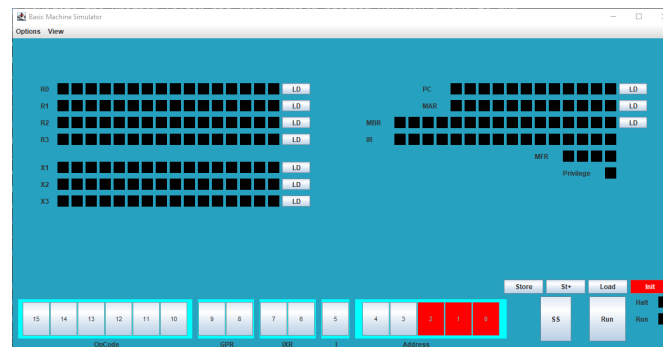 Basic Machine Simulator
Options View
R0 LD PC LD
R1 LD MAR LD
R2 LD MBR LD
R3 LD IR
MFR
X1 LD Privilege
X2 LD
X3 LD
Store St+ Load Init
Halt
15 14 13 12 11 10 9 8 7 6 5 4 3 2 1 0 SS Run Run
OpCode GPR IXR I Address